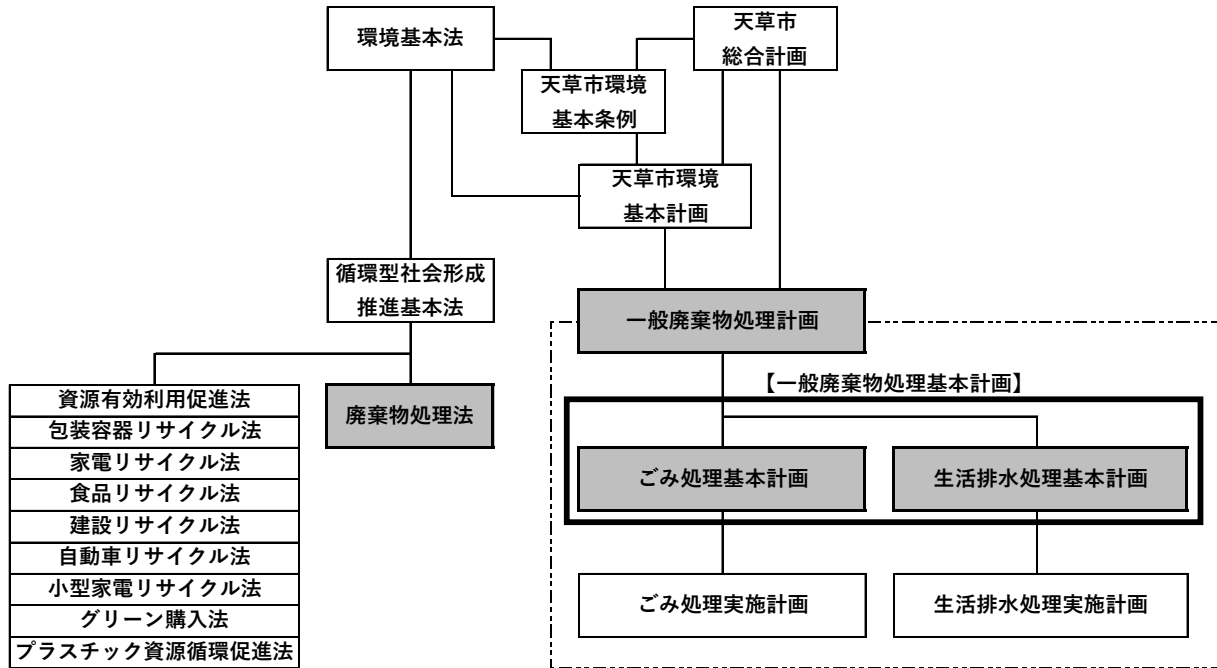 環境基本法
天草市
総合計画
天草市環境
基本条例
天草市環境
基本計画
循環型社会形成
推進基本法
一般廃棄物処理計画
【一般廃棄物処理基本計画】
資源有効利用促進法
包装容器リサイクル法
家電リサイクル法
食品リサイクル法
建設リサイクル法
自動車リサイクル法
小型家電リサイクル法
グリーン購入法
プラスチック資源循環促進法
廃棄物処理法
ごみ処理基本計画
生活排水処理基本計画
ごみ処理実施計画
生活排水処理実施計画